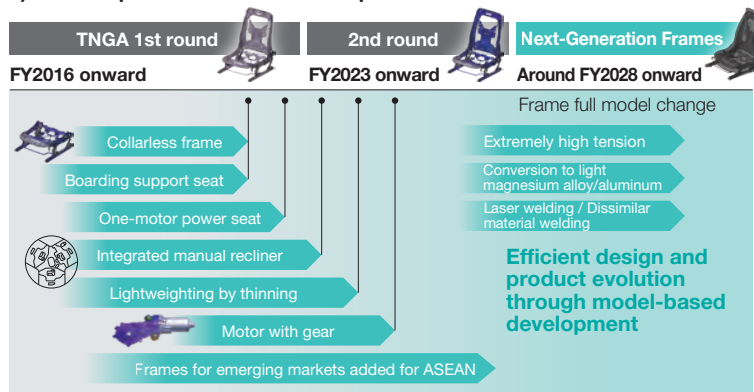 TNGA 1st round
2nd round
Next-Generation Frames
FY2016 onward
FY2023 onward
Around FY2028 onward
Frame full model change
Collarless frame
Boarding support seat
One-motor power seat
Integrated manual recliner
Lightweighting by thinning
Motor with gear
Frames for emerging markets added for ASEAN
Extremely high tension
Conversion to light
magnesium alloy/aluminum
Laser welding / Dissimilar
material welding
Efficient design and
product evolution
through model-based
development